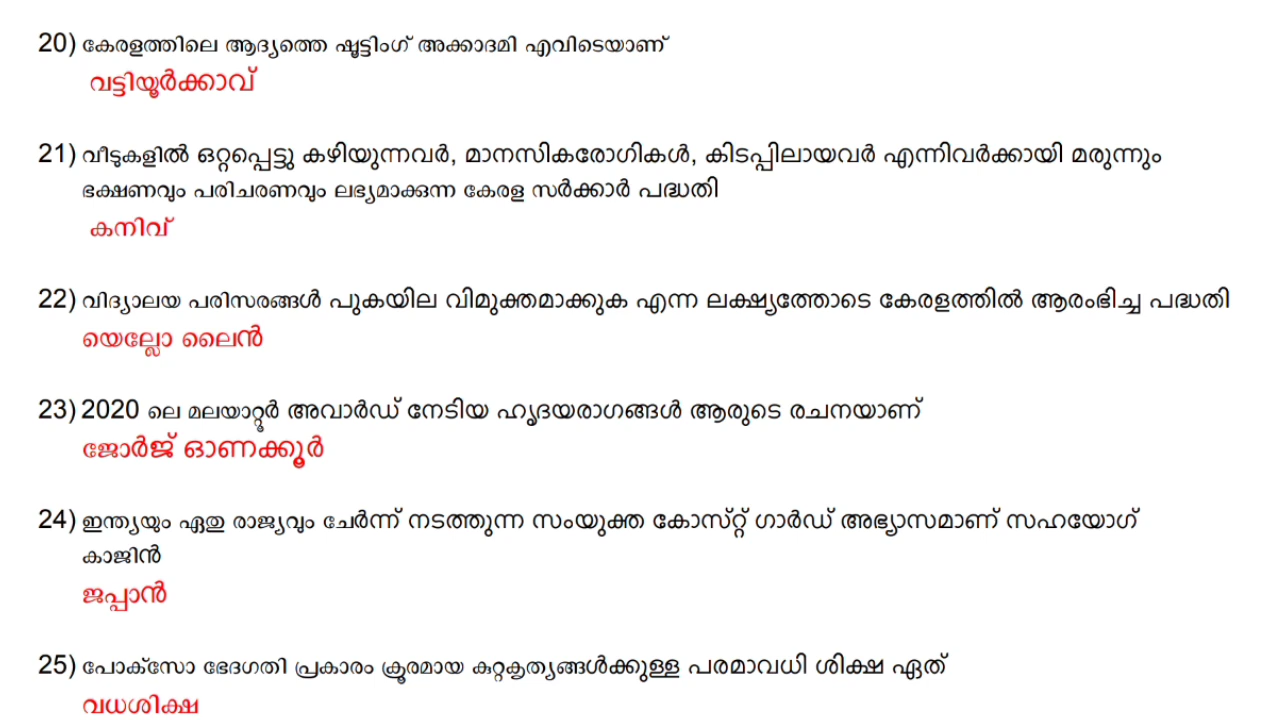 20) കേരളത്തിലെ ആദ്യത്തെ ഷൂട്ടിംഗ് അക്കാദമി എവിടെയാണ്
വട്ടിയൂർക്കാവ്
21) വീടുകളിൽ ഒറ്റപ്പെട്ടു കഴിയുന്നവർ, മാനസികരോഗികൾ, കിടപ്പിലായവർ എന്നിവർക്കായി മരുന്നും
ഭക്ഷണവും പരിചരണവും ലഭ്യമാക്കുന്ന കേരള സർക്കാർ പദ്ധതി
കനിവ്
22) വിദ്യാലയ പരിസരങ്ങൾ പുകയില വിമുക്തമാക്കുക എന്ന ലക്ഷ്യത്തോടെ കേരളത്തിൽ ആരംഭിച്ച പദ്ധതി
യെല്ലോ ലൈൻ
23) 2020 ലെ മലയാറ്റൂർ അവാർഡ് നേടിയ ഹൃദയരാഗങ്ങൾ ആരുടെ രചനയാണ്
ജോർജ് ഓണക്കൂർ
24) ഇന്ത്യയും ഏതു രാജ്യവും ചേർന്ന് നടത്തുന്ന സംയുക്ത കോസ്റ്റ് ഗാർഡ് അഭ്യാസമാണ് സഹയോഗ്
കാജിൻ
ജപ്പാൻ
25) പോക്സോ ഭേദഗതി പ്രകാരം ക്രൂരമായ കുറ്റകൃത്യങ്ങൾക്കുള്ള പരമാവധി ശിക്ഷ ഏത്
വധശിക്ഷ